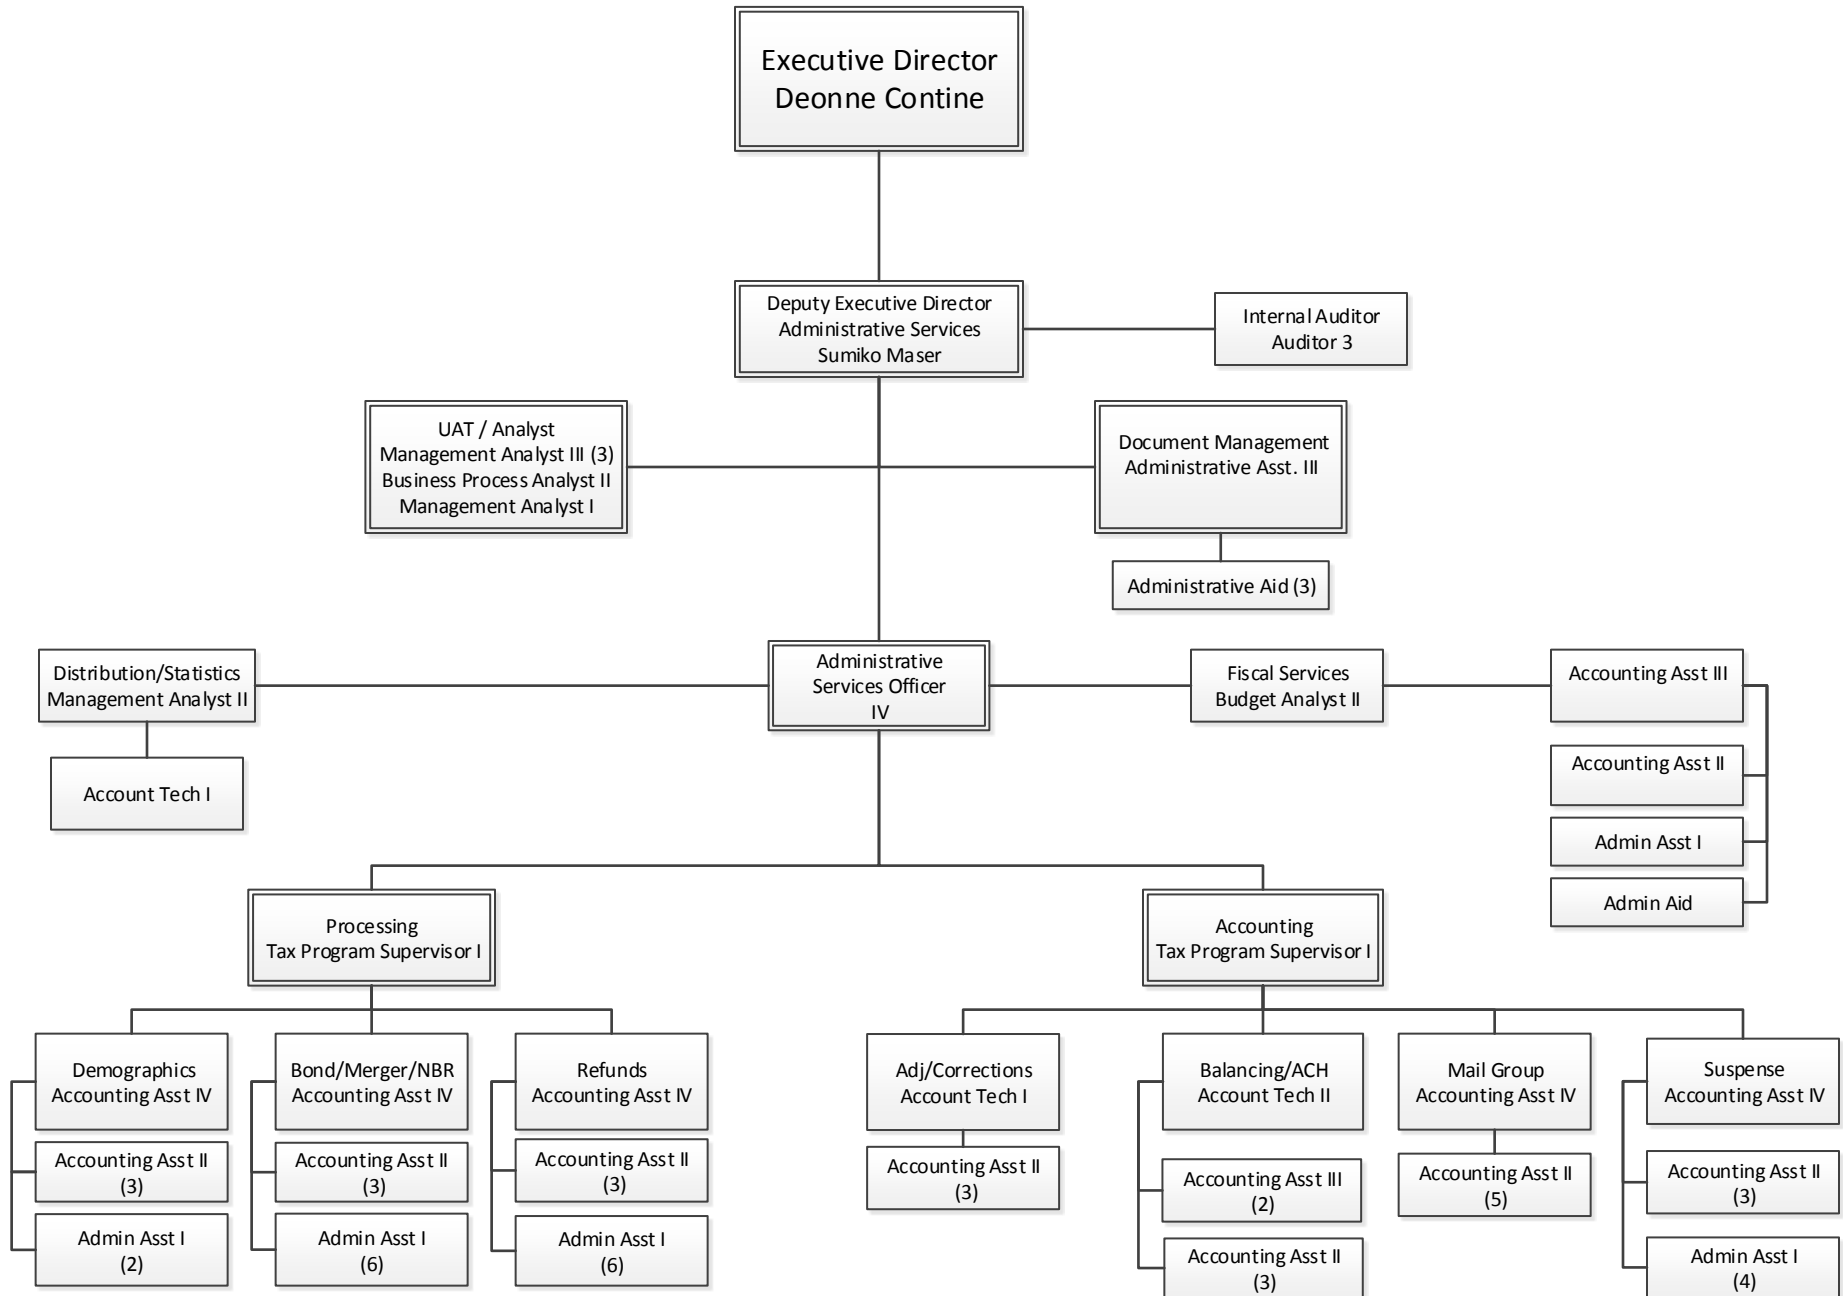 Executive Director
Deonne Contine
Deputy Executive Director
Administrative Services
Sumiko Maser
Internal Auditor
Auditor 3
UAT / Analyst
Management Analyst III (3)
Business Process Analyst II
Management Analyst I
Document Management
Administrative Asst. III
Administrative Aid (3)
Distribution/Statistics
Management Analyst II
Account Tech I
Administrative
Services Officer
IV
Fiscal Services
Budget Analyst II
Accounting Asst III
Accounting Asst II
Admin Asst I
Admin Aid
Processing
Tax Program Supervisor I
Accounting
Tax Program Supervisor I
Demographics
Accounting Asst IV
Accounting Asst II
(3)
Admin Asst I
(2)
Bond/Merger/NBR
Accounting Asst IV
Accounting Asst II
(3)
Admin Asst I
(6)
Refunds
Accounting Asst IV
Accounting Asst II
(3)
Admin Asst I
(6)
Adj/Corrections
Account Tech I
Accounting Asst II
(3)
Balancing/ACH
Account Tech II
Accounting Asst III
(2)
Accounting Asst II
(3)
Mail Group
Accounting Asst IV
Accounting Asst II
(5)
Suspense
Accounting Asst IV
Accounting Asst II
(3)
Admin Asst I
(4)